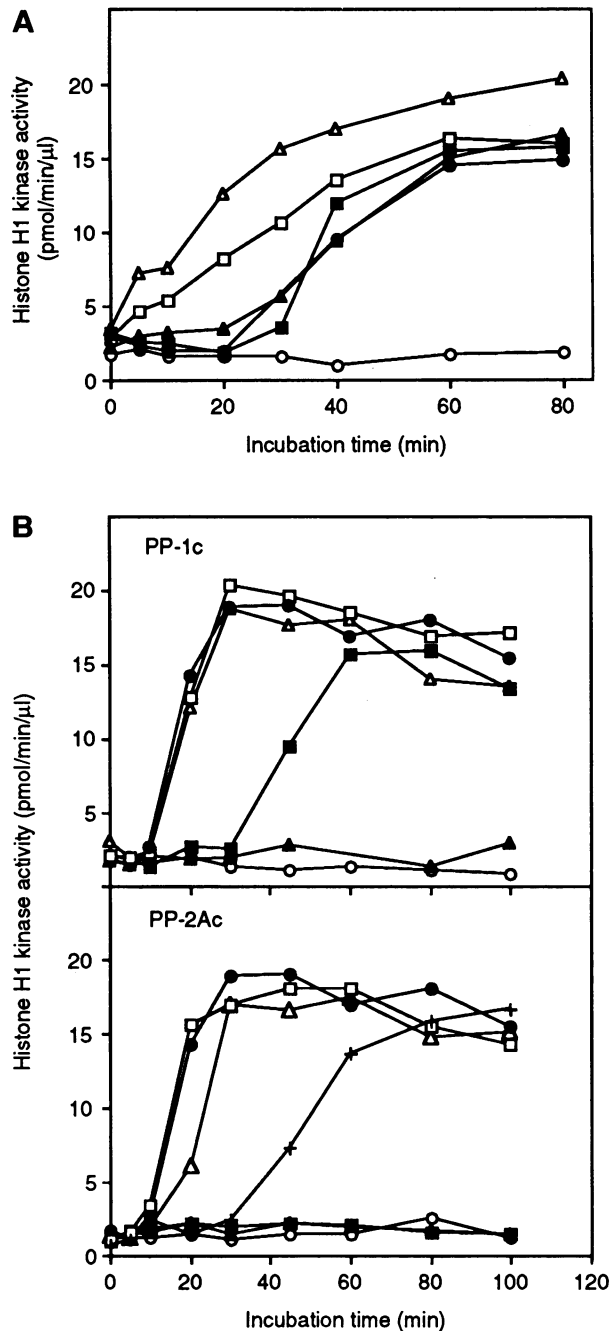 A
Histone H1 kinase activity
(pmol/min/µl)
20
15
10
5
0
0 20 40 60 80
Incubation time (min)
B
Histone H1 kinase activity (pmol/min/µl)
PP-1c
20
15
10
5
PP-2Ac
20
15
10
5
0
0 20 40 60 80 100 120
Incubation time (min)